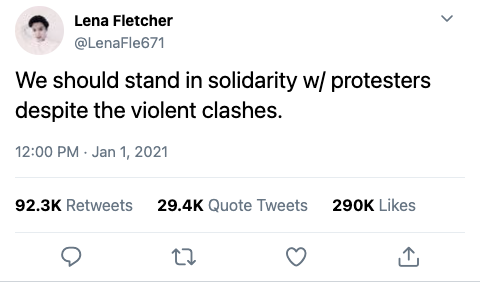 Lena Fletcher
@LenaFle671
We should stand in solidarity w/ protesters
despite the violent clashes.
12:00 PM · Jan 1, 2021
92.3K Retweets 29.4K Quote Tweets 290K Likes